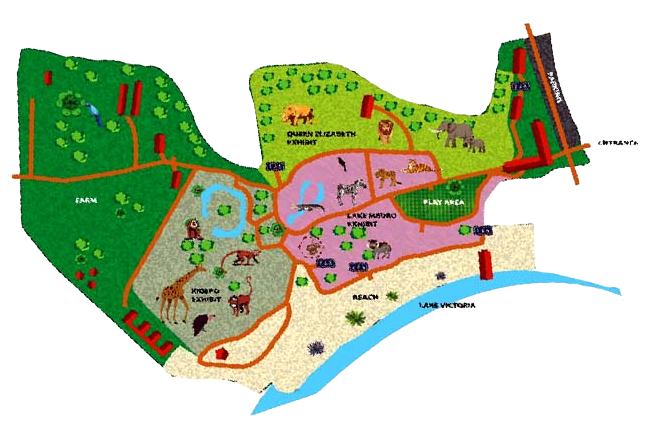 PARKING
ENTRANCE
QUEEN ELIZABETH
EXHIBIT
FARM
PLAY AREA
LAKE MBURO
EXHIBIT
KIDEPO
EXHIBIT
BEACH
LAKE VICTORIA